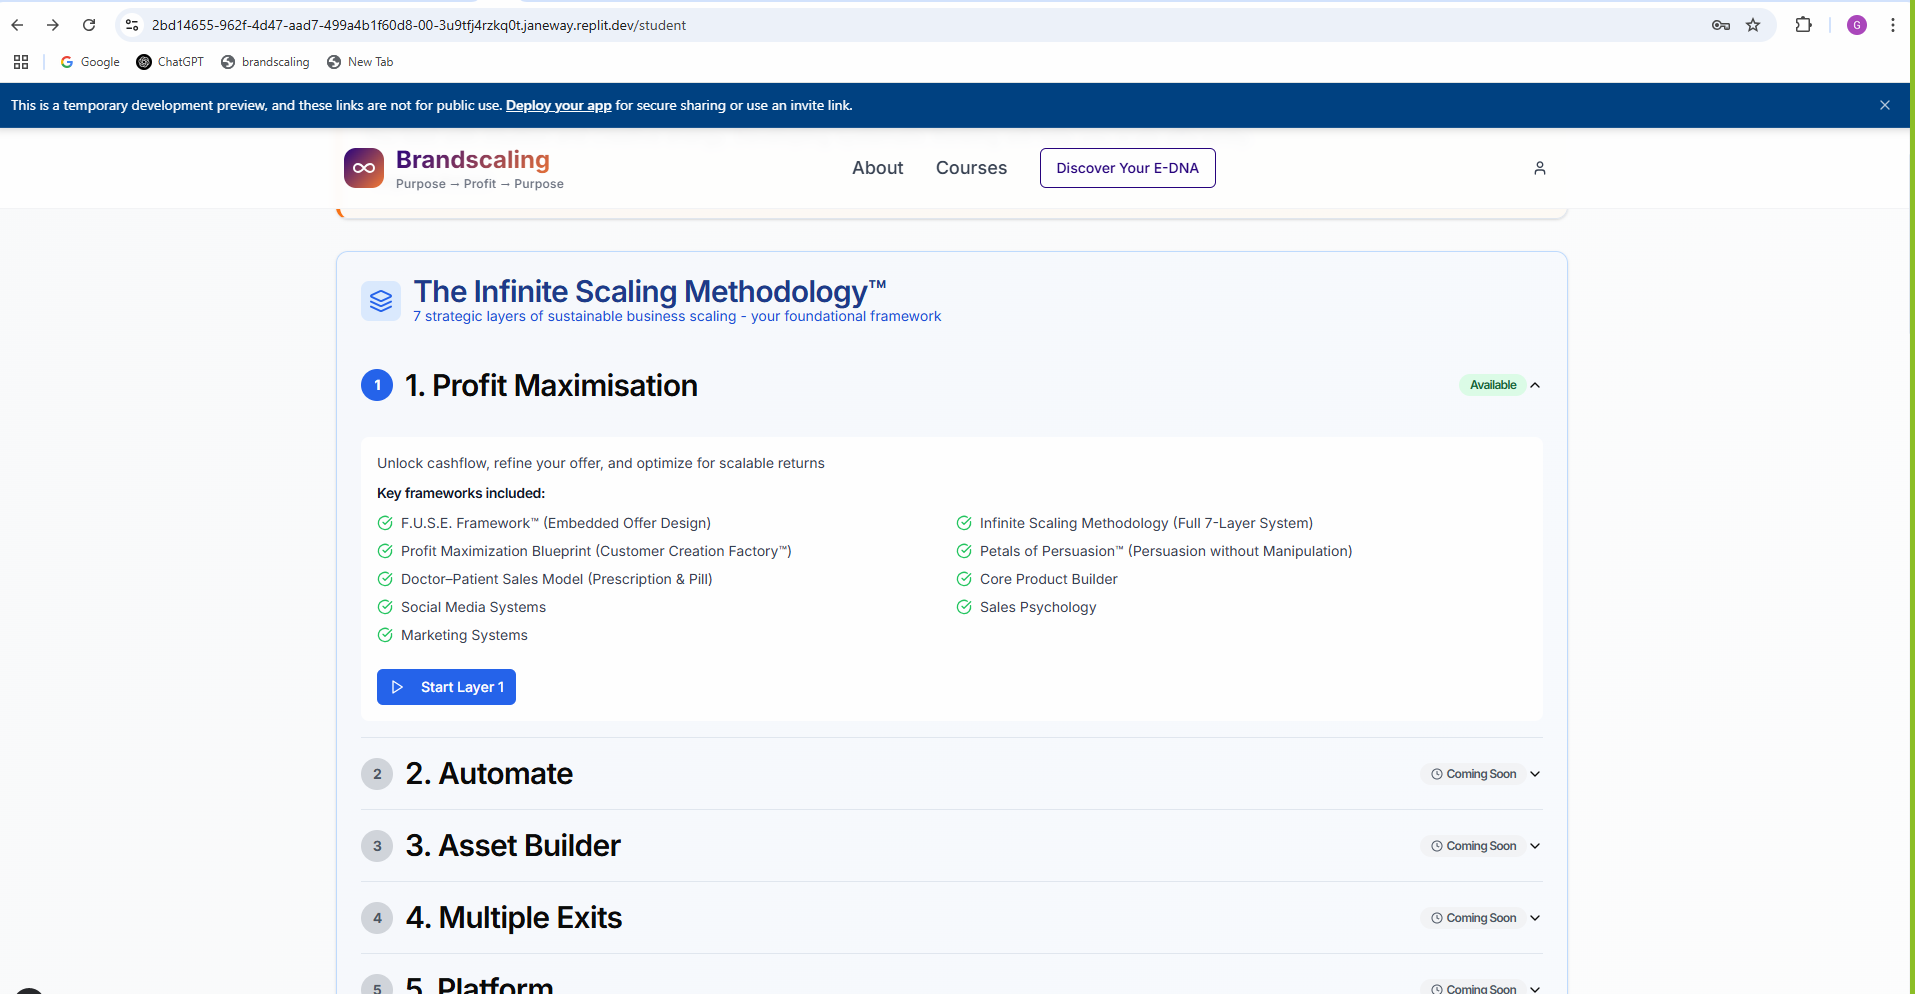 2bd14655-962f-4d47-aad7-499a4b1f60d8-00-3u9tfj4rzkq0t.janeway.replit.dev/student
G
Google
ChatGPT
brandscaling
New Tab
This is a temporary development preview, and these links are not for public use. Deploy your app for secure sharing or use an invite link.
Brandscaling
Purpose → Profit → Purpose
About
Courses
Discover Your E-DNA
The Infinite Scaling Methodology™
7 strategic layers of sustainable business scaling - your foundational framework
1 1. Profit Maximisation Available
Unlock cashflow, refine your offer, and optimize for scalable returns
Key frameworks included:
F.U.S.E. Framework™ (Embedded Offer Design)
Infinite Scaling Methodology (Full 7-Layer System)
Profit Maximization Blueprint (Customer Creation Factory™)
Petals of Persuasion™ (Persuasion without Manipulation)
Doctor–Patient Sales Model (Prescription & Pill)
Core Product Builder
Social Media Systems
Sales Psychology
Marketing Systems
Start Layer 1
2 2. Automate Coming Soon
3 3. Asset Builder Coming Soon
4 4. Multiple Exits Coming Soon
5 5. Platform Coming Soon